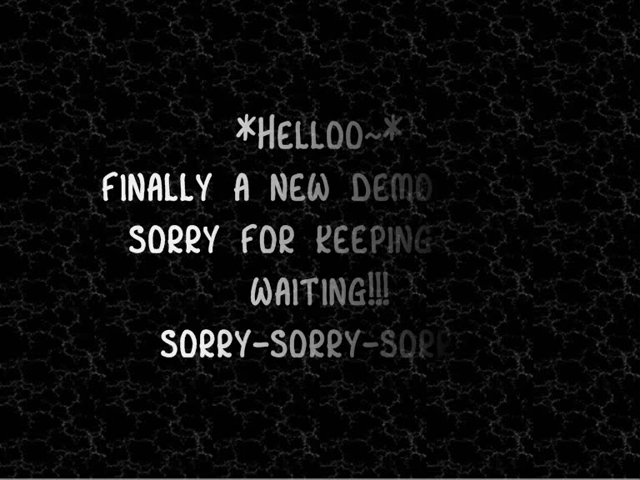 *Helloo~*
FINALLY A NEW DEMO
SORRY FOR KEEPING
WAITING!!!
SORRY-SORRY-SORR